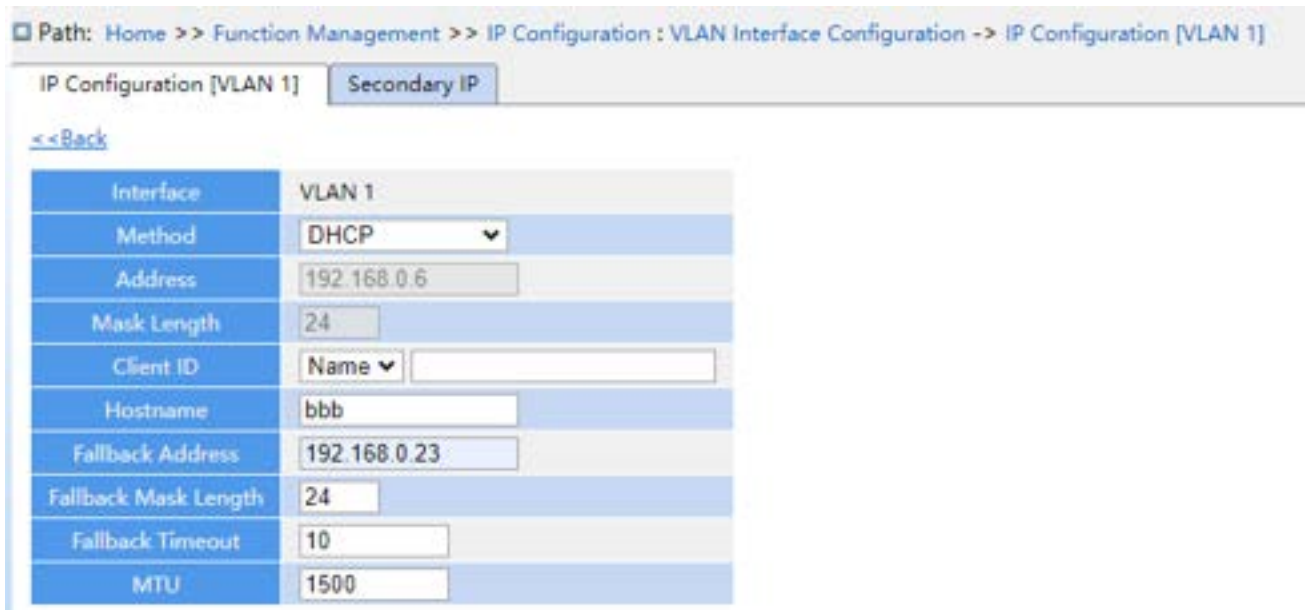 Path: Home >> Function Management >> IP Configuration : VLAN Interface Configuration -> IP Configuration [VLAN 1]
IP Configuration [VLAN 1] Secondary IP
<<Back
Interface VLAN 1
Method DHCP
Address 192.168.0.6
Mask Length 24
Client ID Name
Hostname bbb
Fallback Address 192.168.0.23
Fallback Mask Length 24
Fallback Timeout 10
MTU 1500